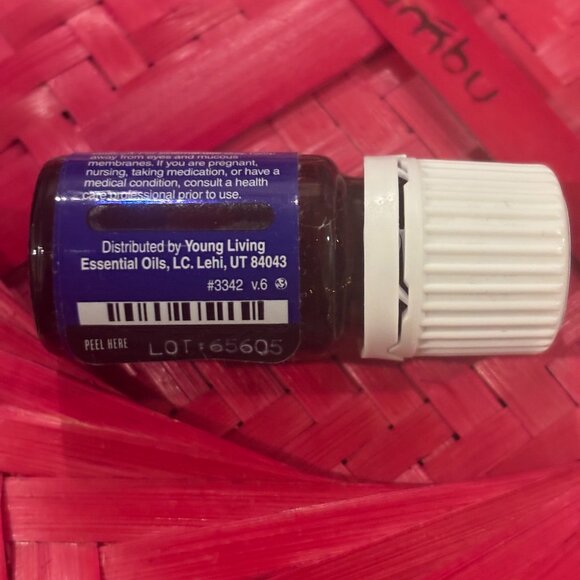 away from eyes and mucous
membranes. If you are pregnant,
nursing, taking medication, or have a
medical condition, consult a health
care professional prior to use.
Distributed by Young Living
Essential Oils, LC. Lehi, UT 84043
#3342 v.6
PEEL HERE LOT:65605